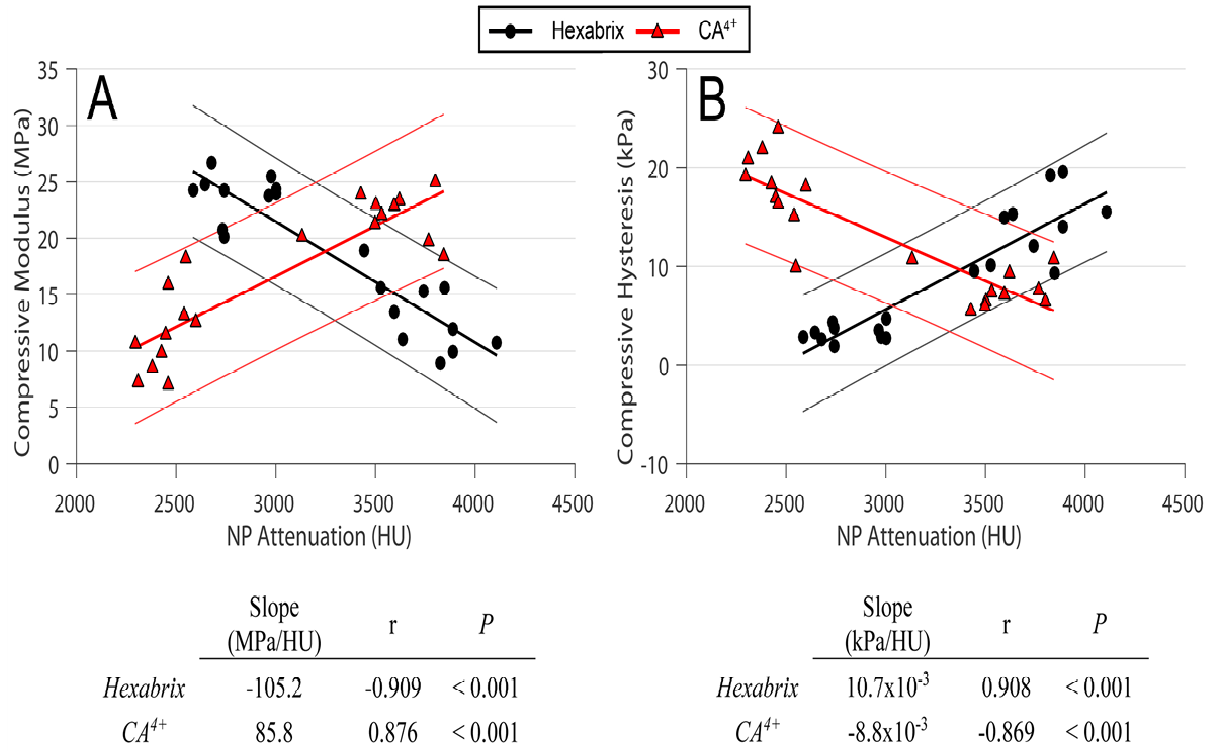 Hexabrix CA⁴⁺
A
Compressive Modulus (MPa)
35
30
25
20
15
10
5
0
2000 2500 3000 3500 4000 4500
NP Attenuation (HU)
B
Compressive Hysteresis (kPa)
30
20
10
0
-10
2000 2500 3000 3500 4000 4500
NP Attenuation (HU)
Slope
(MPa/HU) r P
Hexabrix -105.2 -0.909 < 0.001
CA⁴⁺ 85.8 0.876 < 0.001
Slope
(kPa/HU) r P
Hexabrix 10.7x10⁻³ 0.908 < 0.001
CA⁴⁺ -8.8x10⁻³ -0.869 < 0.001